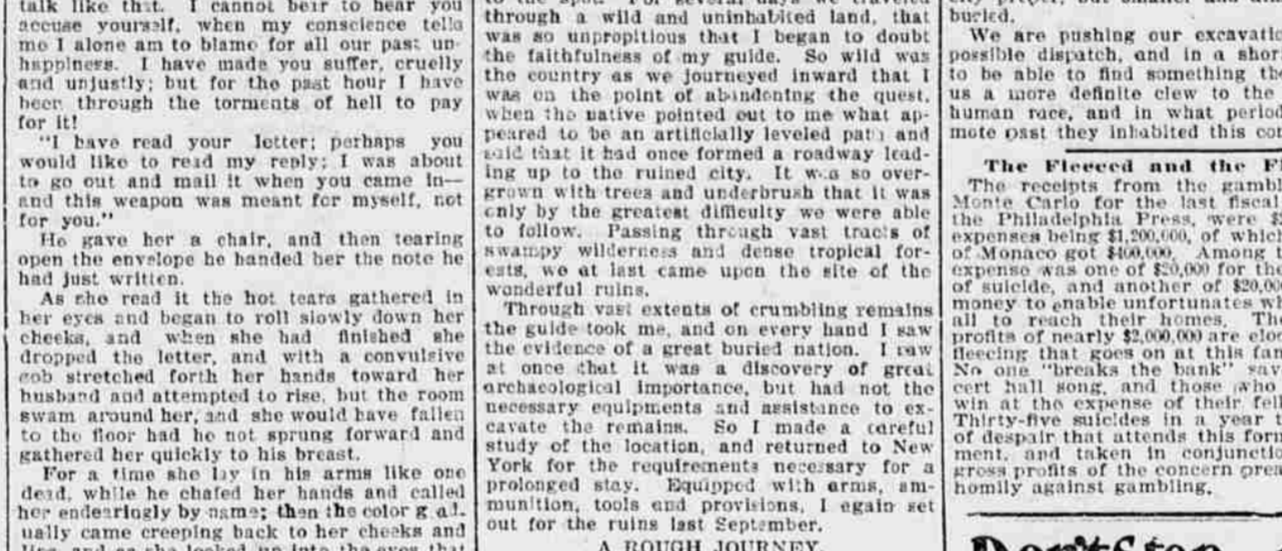 talk like that. I cannot bear to hear you
accuse yourself, when my conscience tells
me I alone am to blame for all our past un-
happiness. I have made you suffer, cruelly
and unjustly; but for the past hour I have
been through the torments of hell to pay
for it!
"I have read your letter; perhaps you
would like to read my reply; I was about
to go out and mail it when you came in—
and this weapon was meant for myself, not
for you."
He gave her a chair, and then tearing
open the envelope he handed her the note he
had just written.
As she read it the hot tears gathered in
her eyes and began to roll slowly down her
cheeks, and when she had finished she
dropped the letter, and with a convulsive
sob stretched forth her hands toward her
husband and attempted to rise, but the room
swam around her, and she would have fallen
to the floor had he not sprung forward and
gathered her quickly to his breast.
For a time she lay in his arms like one
dead, while he chafed her hands and called
her endearingly by name; then the color grad-
ually came creeping back to her cheeks and
lips, and as she looked up into the eyes that
to the spot. For several days we traveled
through a wild and uninhabited land, that
was so unpropitious that I began to doubt
the faithfulness of my guide. So wild was
the country as we journeyed inward that I
was on the point of abandoning the quest,
when the native pointed out to me what ap-
peared to be an artificially leveled path and
said that it had once formed a roadway lead-
ing up to the ruined city. It was so over-
grown with trees and underbrush that it was
only by the greatest difficulty we were able
to follow. Passing through vast tracts of
swampy wilderness and dense tropical for-
ests, we at last came upon the site of the
wonderful ruins.
Through vast extents of crumbling remains
the guide took me, and on every hand I saw
the evidence of a great buried nation. I saw
at once that it was a discovery of great
archaeological importance, but had not the
necessary equipments and assistance to ex-
cavate the remains. So I made a careful
study of the location, and returned to New
York for the requirements necessary for a
prolonged stay. Equipped with arms, am-
munition, tools and provisions, I again set
out for the ruins last September.
A ROUGH JOURNEY.
buried.
We are pushing our excavatio
possible dispatch, and in a shor
to be able to find something tha
us a more definite clew to the
human race, and in what period
mote past they inhabited this con
The Fleeced and the Fl
The receipts from the gambl
Monte Carlo for the last fiscal
the Philadelphia Press, were $
expenses being $1,200,000, of which
of Monaco got $400,000. Among t
expense was one of $20,000 for the
of suicide, and another of $20,00
money to enable unfortunates w
all to reach their homes. The
profits of nearly $2,000,000 are eloq
fleecing that goes on at this fam
No one "breaks the bank" save
cert hall song, and those who
win at the expense of their fell
Thirty-five suicides in a year t
of despair that attends this form
ment, and taken in conjunctio
gross profits of the concern prea
homily against gambling.
Don't Stop